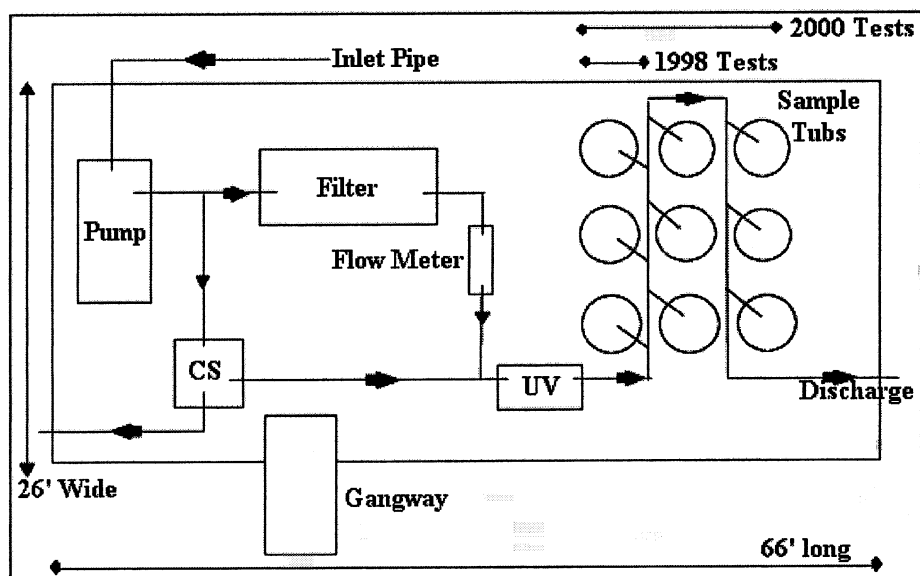 2000 Tests
Inlet Pipe
1998 Tests
Sample
Tubs
Filter
Pump
Flow Meter
CS
UV
Discharge
26' Wide
Gangway
66' long